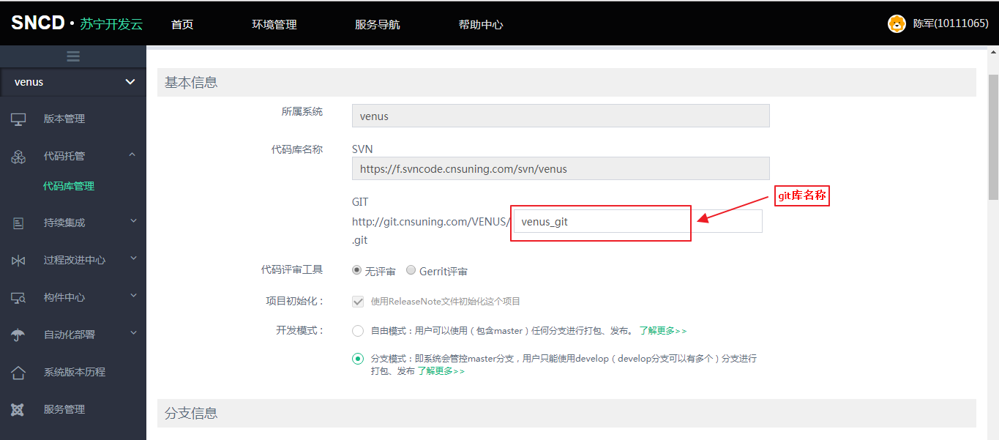 SNCD · 苏宁开发云 首页 环境管理 服务导航 帮助中心 陈军(10111065)
venus
版本管理
代码托管
代码库管理
持续集成
过程改进中心
构件中心
自动化部署
系统版本历程
服务管理
基本信息
所属系统 venus
代码库名称 SVN
https://f.svncode.cnsuning.com/svn/venus
GIT
git库名称
http://git.cnsuning.com/VENUS/ venus_git
.git
代码评审工具 无评审 Gerrit评审
项目初始化： 使用ReleaseNote文件初始化这个项目
开发模式： 自由模式：用户可以使用（包含master）任何分支进行打包、发布。 了解更多>>
分支模式：即系统会管控master分支，用户只能使用develop（develop分支可以有多个）分支进行
打包、发布 了解更多>>
分支信息